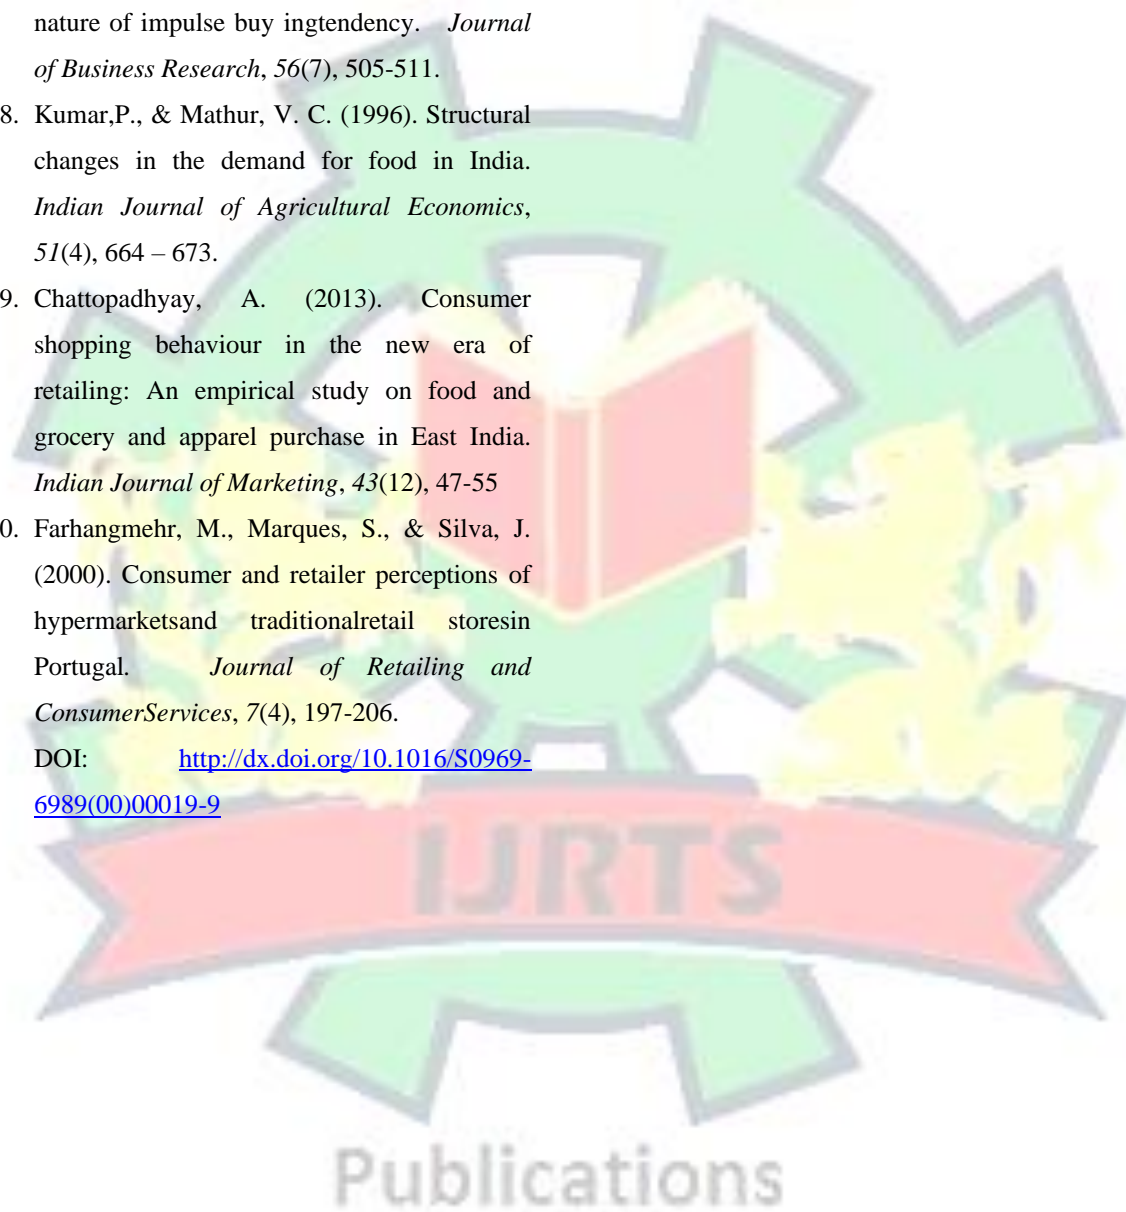 nature of impulse buy ingtendency. Journal
of Business Research, 56(7), 505-511.
8. Kumar,P., & Mathur, V. C. (1996). Structural
changes in the demand for food in India.
Indian Journal of Agricultural Economics,
51(4), 664 – 673.
9. Chattopadhyay, A. (2013). Consumer
shopping behaviour in the new era of
retailing: An empirical study on food and
grocery and apparel purchase in East India.
Indian Journal of Marketing, 43(12), 47-55
0. Farhangmehr, M., Marques, S., & Silva, J.
(2000). Consumer and retailer perceptions of
hypermarketsand traditionalretail storesin
Portugal. Journal of Retailing and
ConsumerServices, 7(4), 197-206.
DOI: http://dx.doi.org/10.1016/S0969-
6989(00)00019-9
IJRTS
Publications